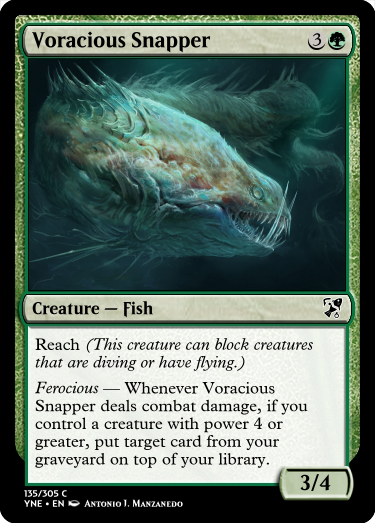 Voracious Snapper 3
Creature — Fish
Reach (This creature can block creatures
that are diving or have flying.)
Ferocious — Whenever Voracious
Snapper deals combat damage, if you
control a creature with power 4 or
greater, put target card from your
graveyard on top of your library.
3/4
135/305 C
YNE • EN Antonio J. Manzanedo